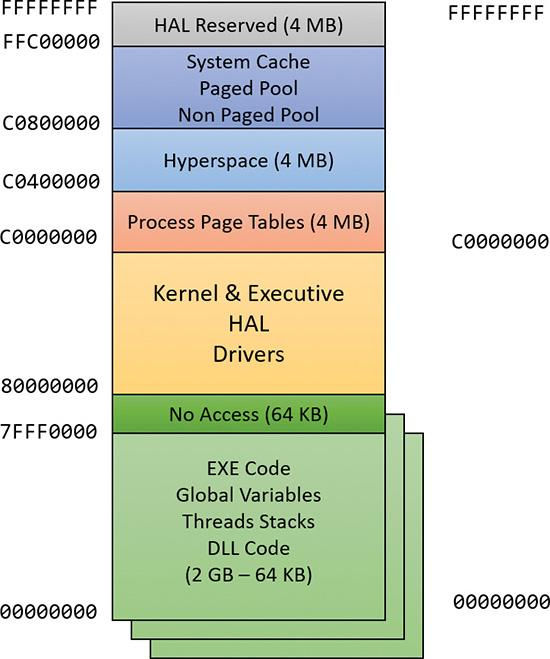 FFFFFFFF
HAL Reserved (4 MB)
FFFFFFFF
FFC00000
System Cache
Paged Pool
Non Paged Pool
C0800000
Hyperspace (4 MB)
C0400000
Process Page Tables (4 MB)
C0000000
C0000000
Kernel & Executive
HAL
Drivers
80000000
No Access (64 KB)
7FFF0000
EXE Code
Global Variables
Threads Stacks
DLL Code
(2 GB – 64 KB)
00000000
00000000